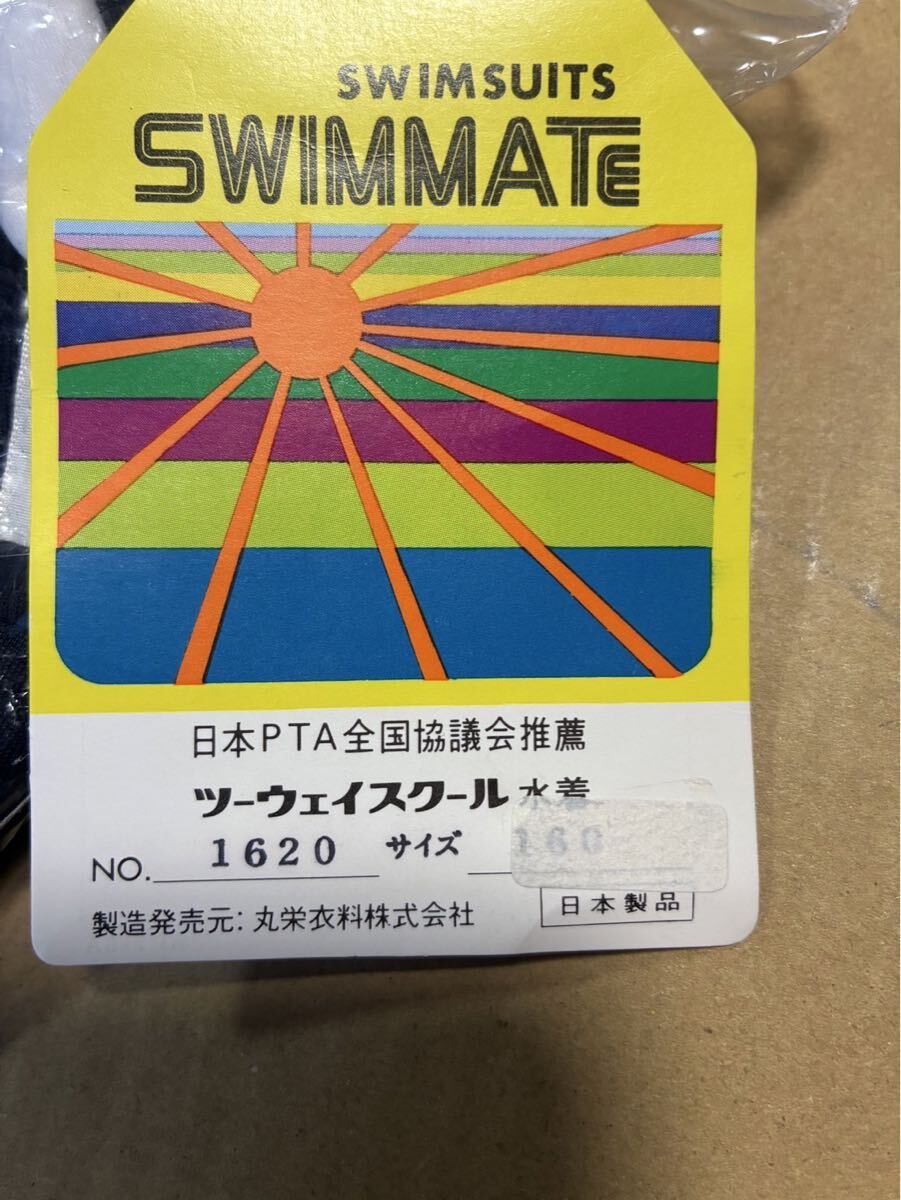 SWIMSUITS
SWIMMATE
日本PTA全国協議会推薦
ツーウェイスクール水着
NO. 1620 サイズ 160
製造発売元: 丸栄衣料株式会社
日本製品